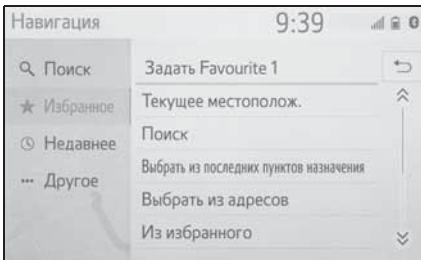 Навигация 9:39
Поиск
Избранное
Недавнее
Другое
Задать Favourite 1
Текущее местополож.
Поиск
Выбрать из последних пунктов назначения
Выбрать из адресов
Из избранного